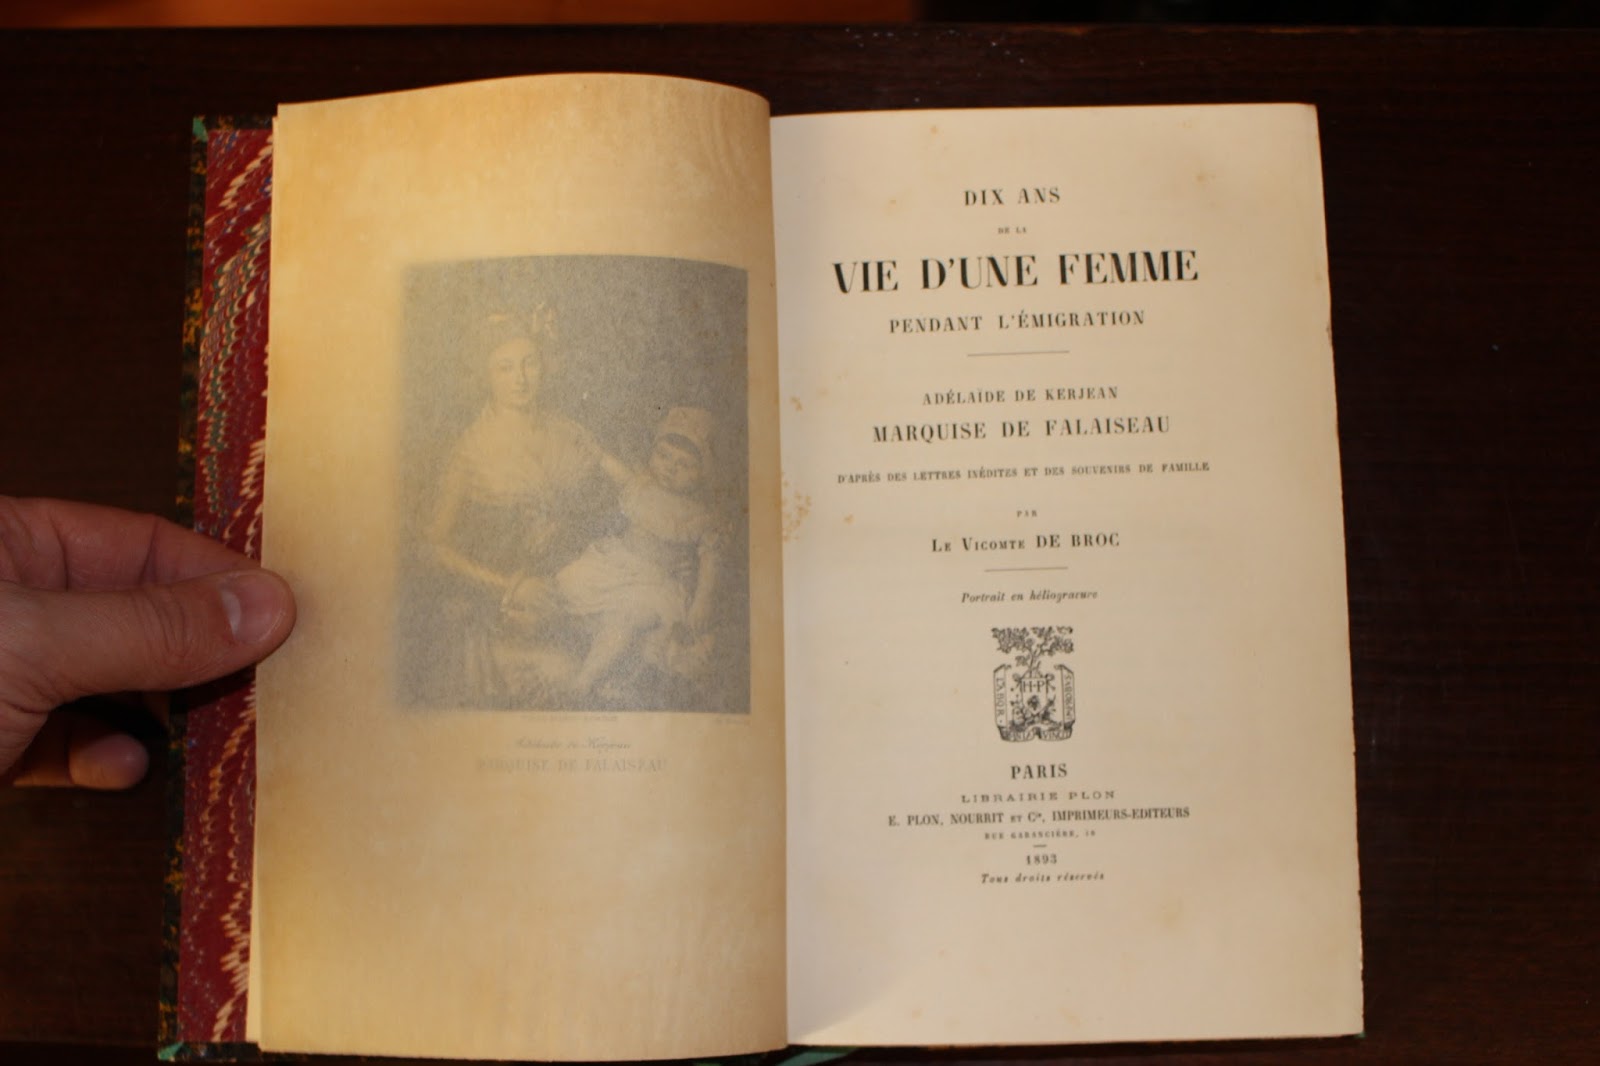 Adélaïde de Kerjean
MARQUISE DE FALAISEAU
DIX ANS
DE LA
VIE D'UNE FEMME
PENDANT L'ÉMIGRATION
ADÉLAÏDE DE KERJEAN
MARQUISE DE FALAISEAU
D'APRÈS DES LETTRES INÉDITES ET DES SOUVENIRS DE FAMILLE
PAR
LE VICOMTE DE BROC
Portrait en héliogravure
LABOR
H·P
PARIS
LIBRAIRIE PLON
E. PLON, NOURRIT ET Cie, IMPRIMEURS-ÉDITEURS
RUE GARANCIÈRE, 10
1893
Tous droits réservés